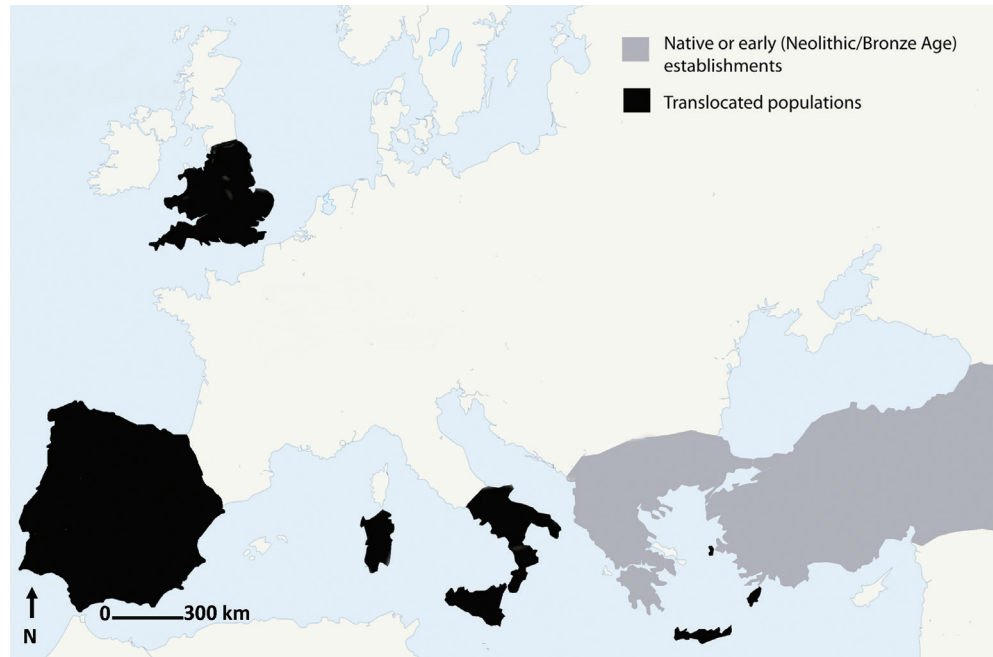 Native or early (Neolithic/Bronze Age)
establishments
Translocated populations
0 300 km
N